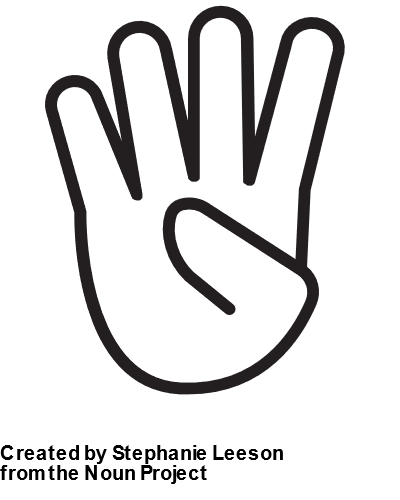 Created by Stephanie Leeson
from the Noun Project